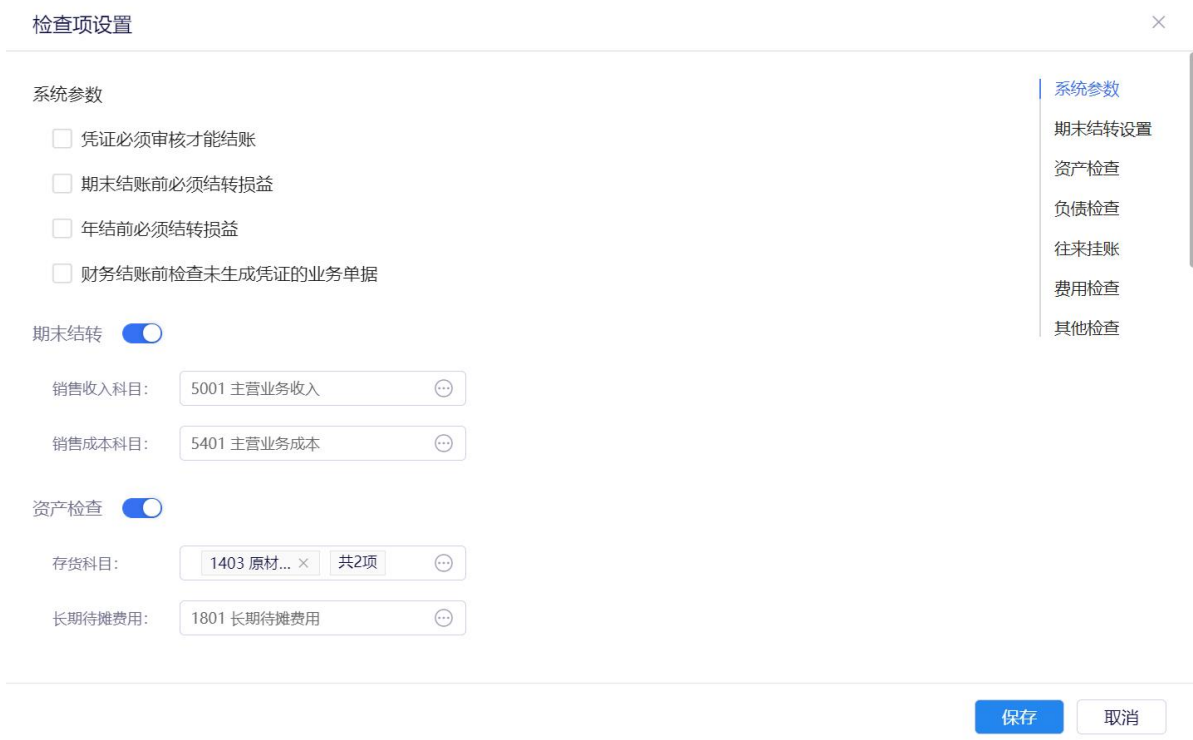 检查项设置
系统参数
凭证必须审核才能结账
期末结账前必须结转损益
年结前必须结转损益
财务结账前检查未生成凭证的业务单据
期末结转
销售收入科目：
5001 主营业务收入
销售成本科目：
5401 主营业务成本
资产检查
存货科目：
1403 原材... × 共2项
长期待摊费用：
1801 长期待摊费用
系统参数
期末结转设置
资产检查
负债检查
往来挂账
费用检查
其他检查
保存
取消